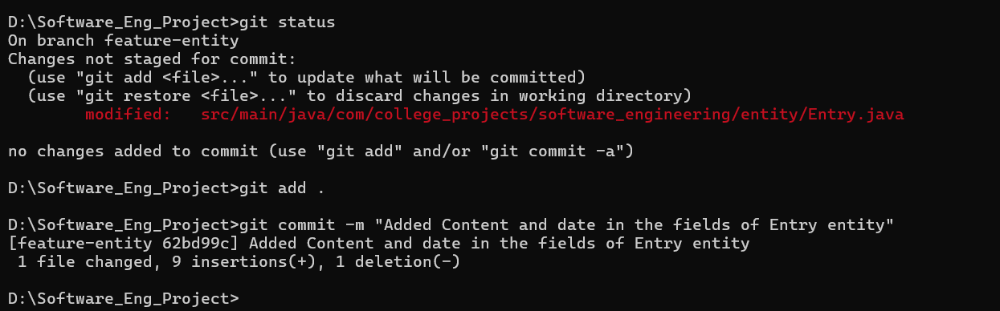 D:\Software_Eng_Project>git status
On branch feature-entity
Changes not staged for commit:
  (use "git add <file>..." to update what will be committed)
  (use "git restore <file>..." to discard changes in working directory)
        modified:   src/main/java/com/college_projects/software_engineering/entity/Entry.java

no changes added to commit (use "git add" and/or "git commit -a")

D:\Software_Eng_Project>git add .

D:\Software_Eng_Project>git commit -m "Added Content and date in the fields of Entry entity"
[feature-entity 62bd99c] Added Content and date in the fields of Entry entity
 1 file changed, 9 insertions(+), 1 deletion(-)

D:\Software_Eng_Project>